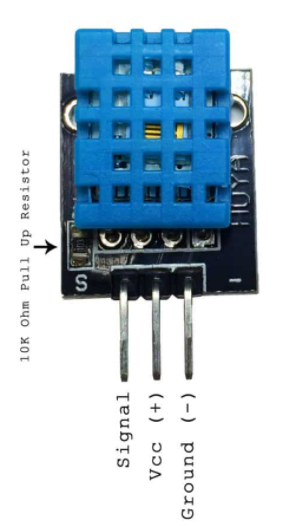 10K Ohm Pull Up Resistor
S
-
Signal
Vcc (+)
Ground (-)